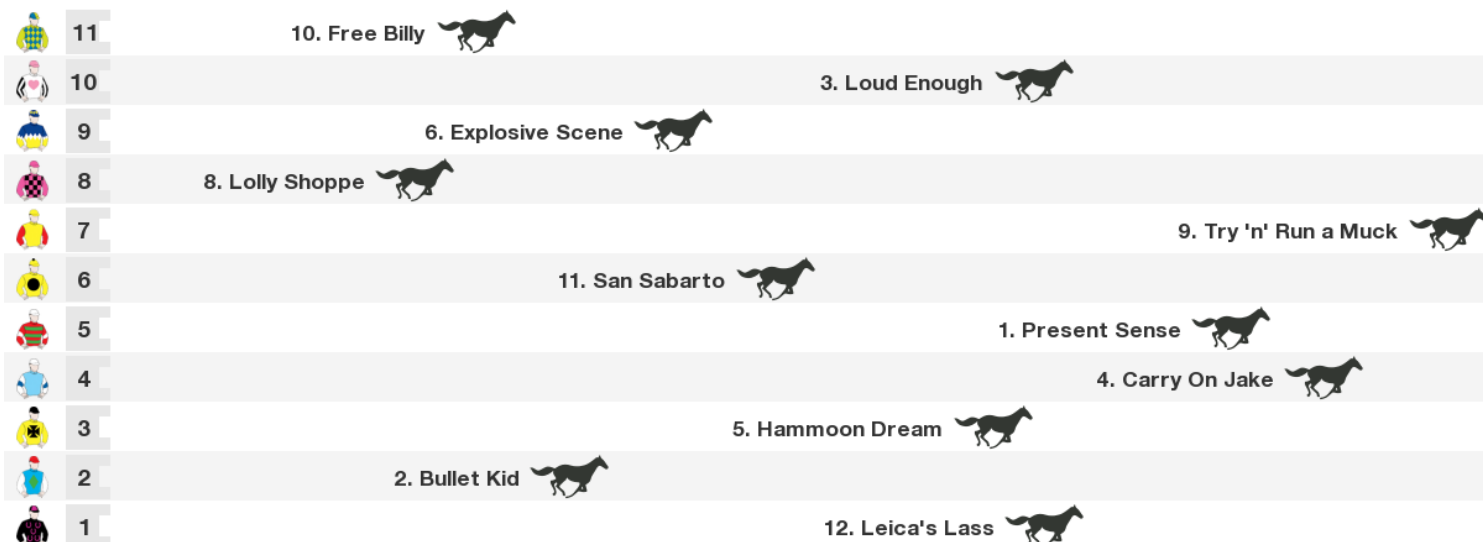 11 10. Free Billy
10 3. Loud Enough
9 6. Explosive Scene
8 8. Lolly Shoppe
7 9. Try 'n' Run a Muck
6 11. San Sabarto
5 1. Present Sense
4 4. Carry On Jake
3 5. Hammoon Dream
2 2. Bullet Kid
1 12. Leica's Lass